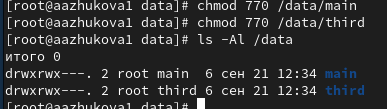 [root@aazhukova1 data]# chmod 770 /data/main
[root@aazhukova1 data]# chmod 770 /data/third
[root@aazhukova1 data]# ls -Al /data
итого 0
drwxrwx---. 2 root main  6 сен 21 12:34 main
drwxrwx---. 2 root third 6 сен 21 12:34 third
[root@aazhukova1 data]#